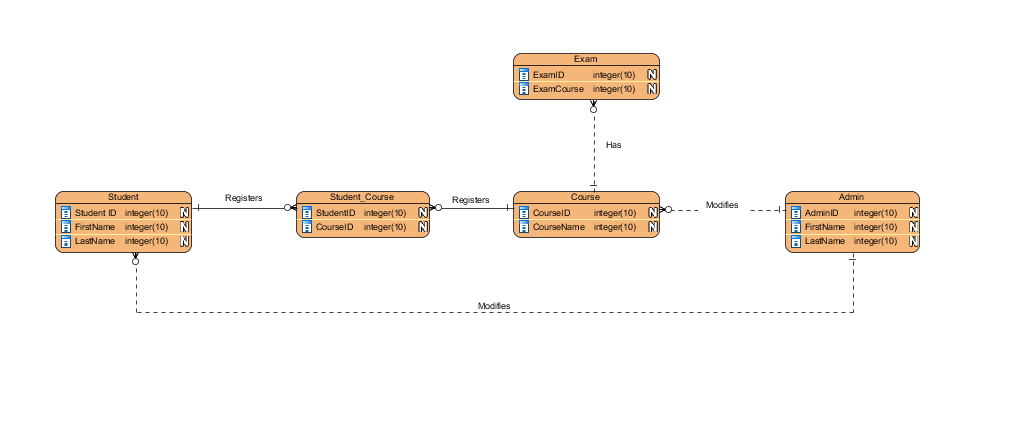 Exam
ExamID integer(10) N
ExamCourse integer(10) N
Has
Student
Student ID integer(10) N
FirstName integer(10) N
LastName integer(10) N
Registers
Student_Course
StudentID integer(10) N
CourseID integer(10) N
Registers
Course
CourseID integer(10) N
CourseName integer(10) N
Modifies
Admin
AdminID integer(10) N
FirstName integer(10) N
LastName integer(10) N
Modifies